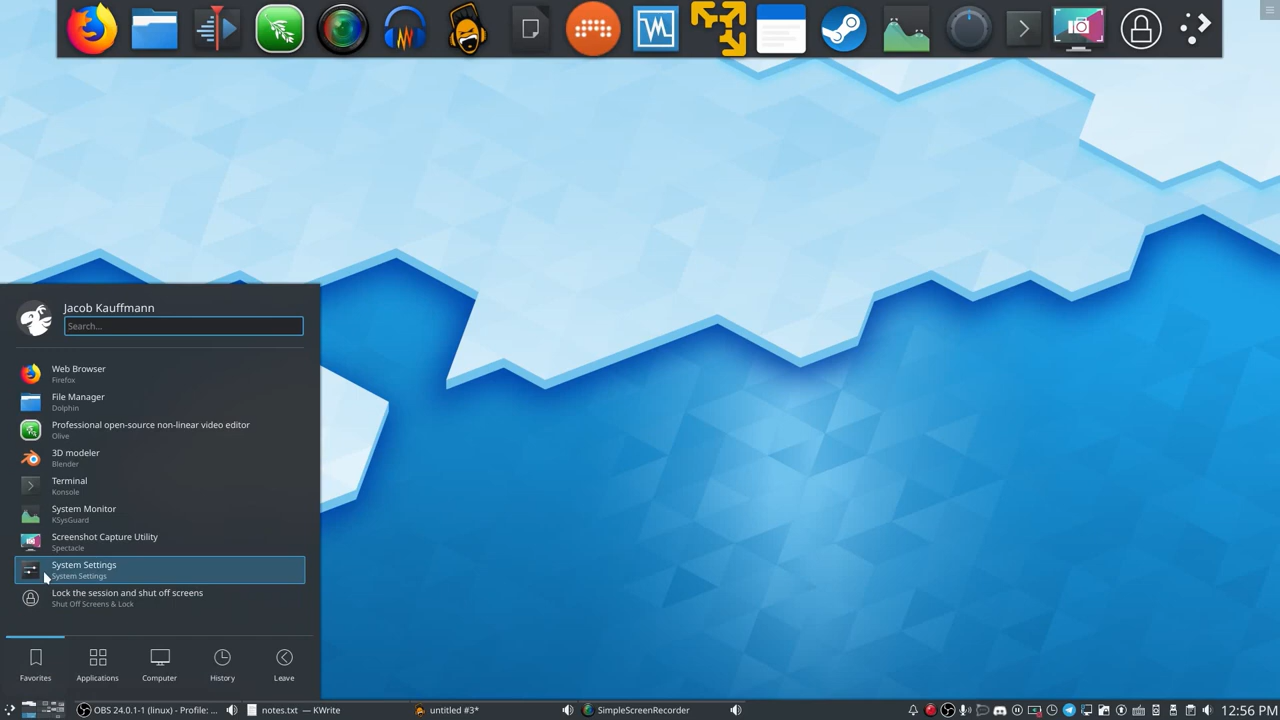 Jacob Kauffmann
Search...
Web Browser
Firefox
File Manager
Dolphin
Professional open-source non-linear video editor
Olive
3D modeler
Blender
Terminal
Konsole
System Monitor
KSysGuard
Screenshot Capture Utility
Spectacle
System Settings
System Settings
Lock the session and shut off screens
Shut Off Screens & Lock
Favorites
Applications
Computer
History
Leave
OBS 24.0.1-1 (linux) - Profile: ...
notes.txt — KWrite
untitled #3*
SimpleScreenRecorder
12:56 PM